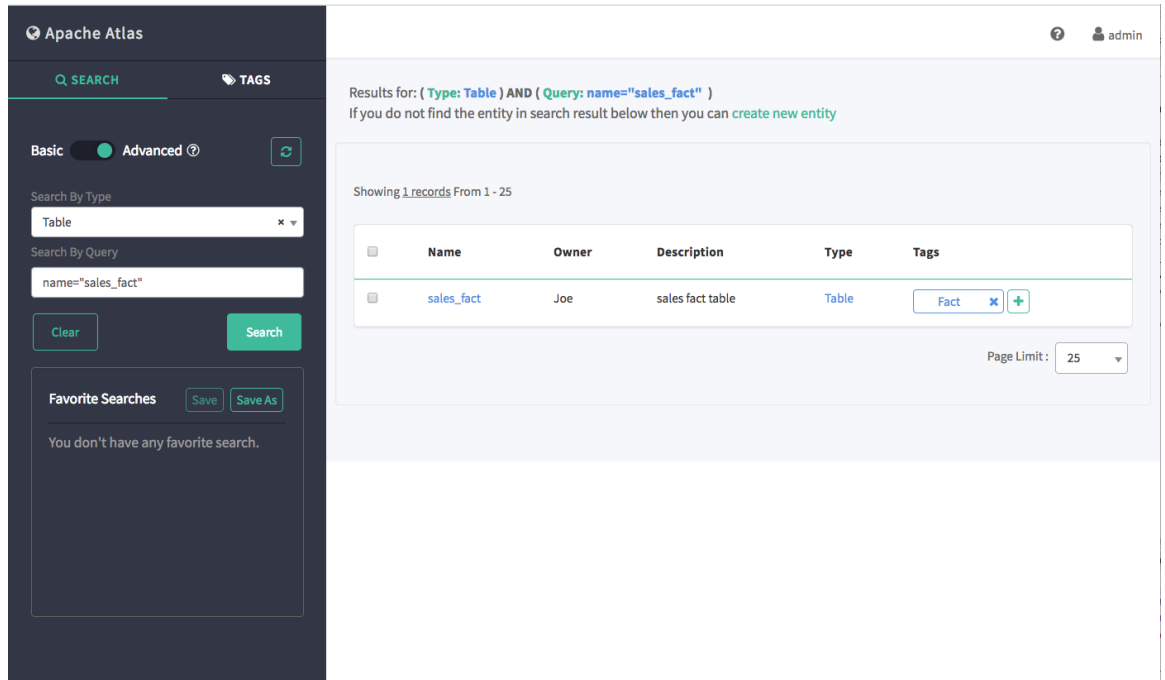 Apache Atlas
admin
SEARCH
TAGS
Results for: ( Type: Table ) AND ( Query: name="sales_fact" )
If you do not find the entity in search result below then you can create new entity
Basic Advanced
Showing 1 records From 1 - 25
Search By Type
Table
Search By Query
name="sales_fact"
Clear Search
Name Owner Description Type Tags
sales_fact Joe sales fact table Table Fact
Page Limit : 25
Favorite Searches Save Save As
You don't have any favorite search.